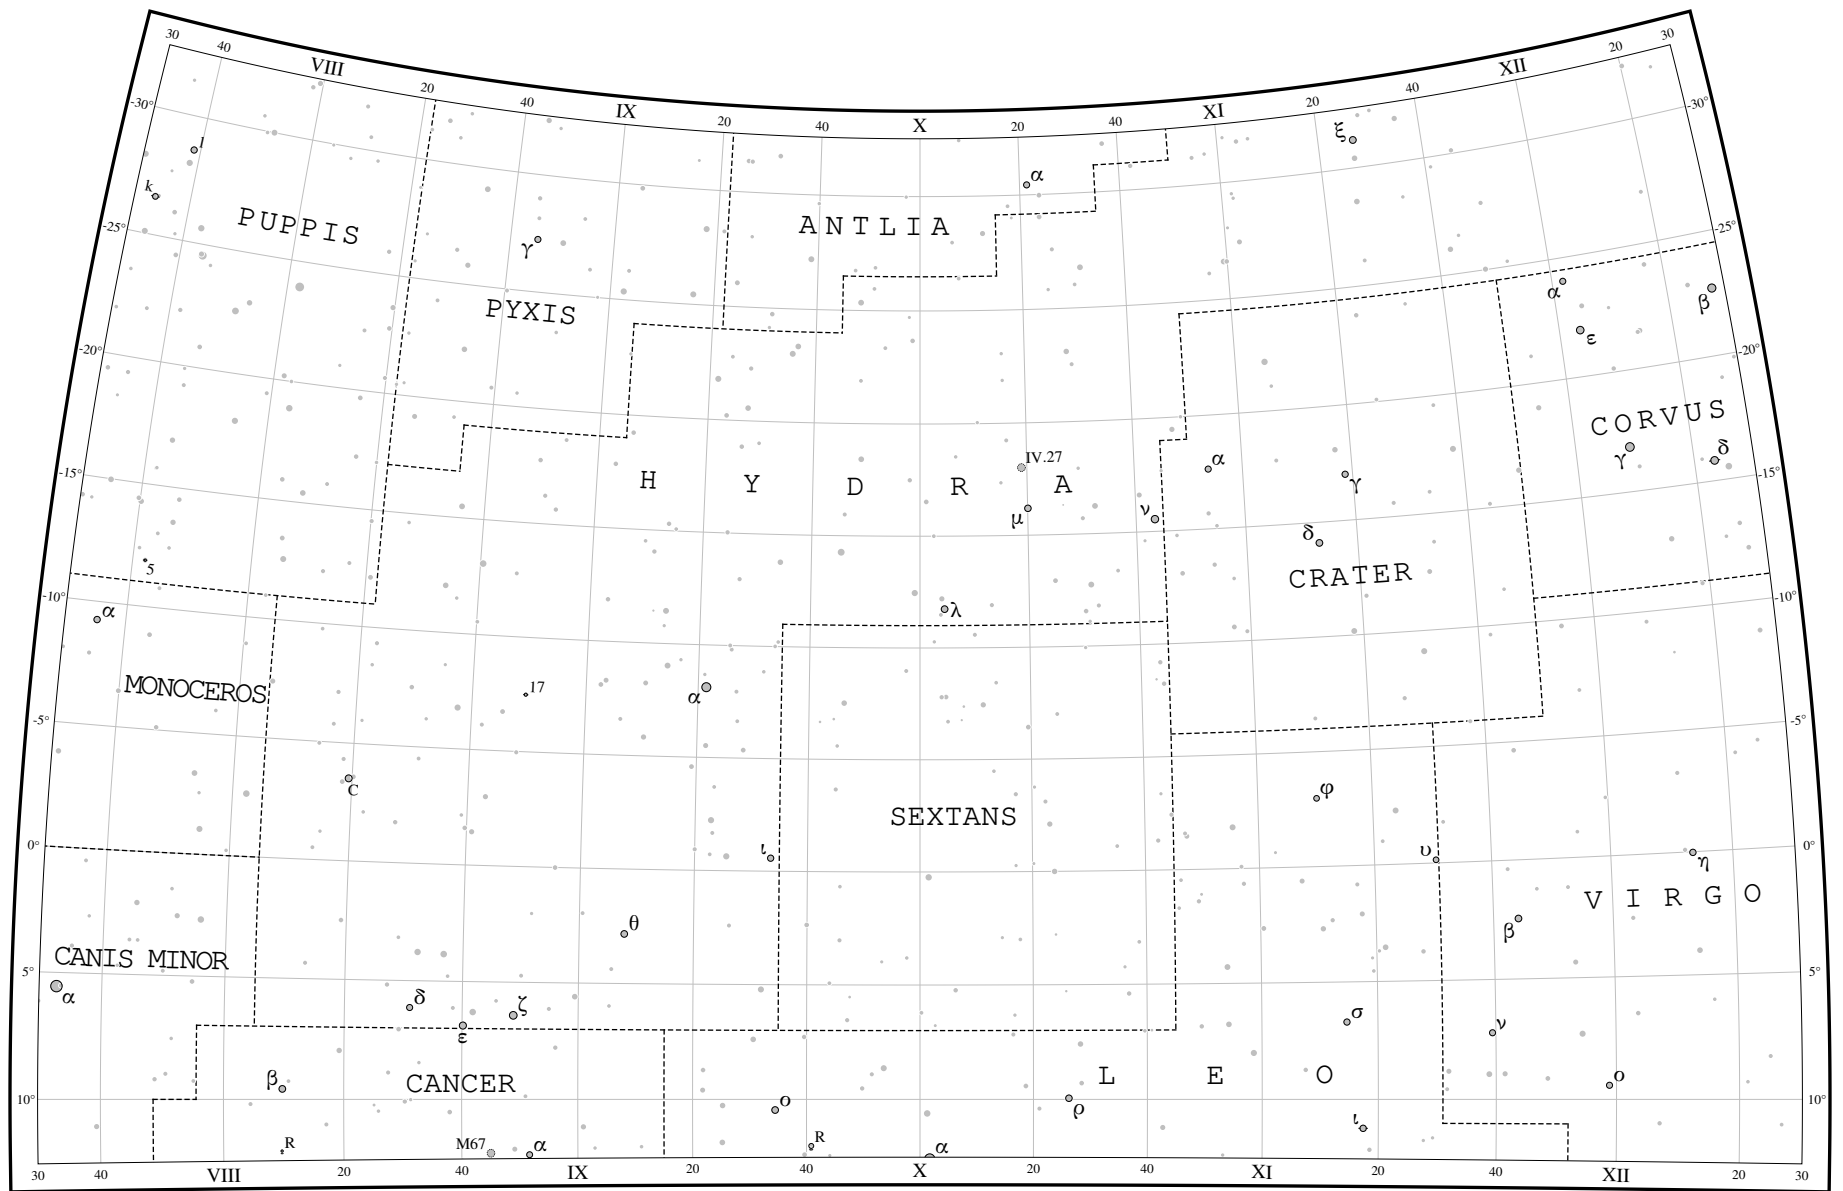 30 40 VIII 20 40 IX 20 40 X 20 40 XI 20 40 XII 20 30
-30° -30°
l
ξ
k
α
PUPPIS
ANTLIA
-25° -25°
γ
α
β
PYXIS
ε
-20° -20°
CORVUS
γ
δ
IV.27
α
-15° -15°
H Y D R A
γ
μ
ν
δ
5
CRATER
-10° -10°
α
λ
MONOCEROS
17
α
-5° -5°
C
φ
SEXTANS
0° 0°
ι
υ
η
VIRGO
θ
β
CANIS MINOR
5° 5°
α
δ
ζ
ε
σ
ν
β
CANCER
L E O
ο
10° 10°
ο
ρ
ι
R
M67
α
R
α
30 40 VIII 20 40 IX 20 40 X 20 40 XI 20 40 XII 20 30